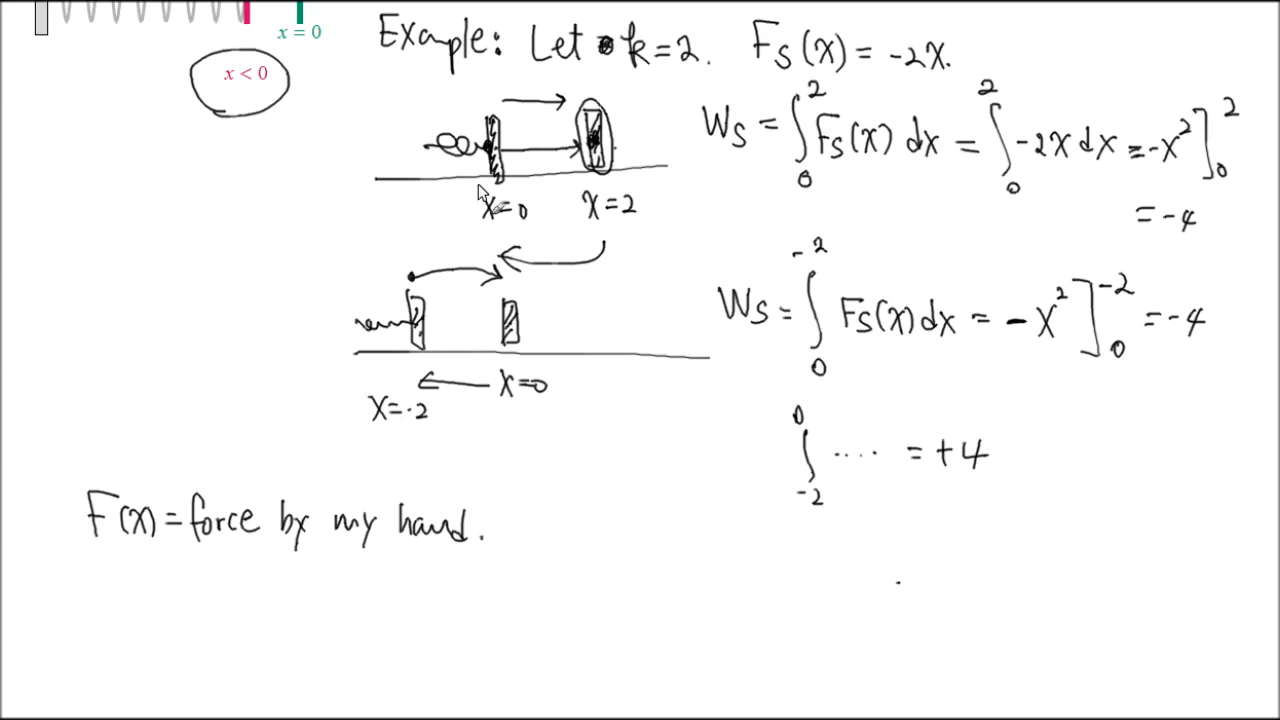 x = 0
x < 0
Example: Let k=2. Fs(x) = -2x.
Ws = ∫₀² Fs(x) dx = ∫₀² -2x dx = -x²]₀²
= -4
x=0 x=2
Ws = ∫₀⁻² Fs(x) dx = -x²]₀⁻² = -4
x=0
x=-2
∫₋₂⁰ .... = +4
F(x) = force by my hand.